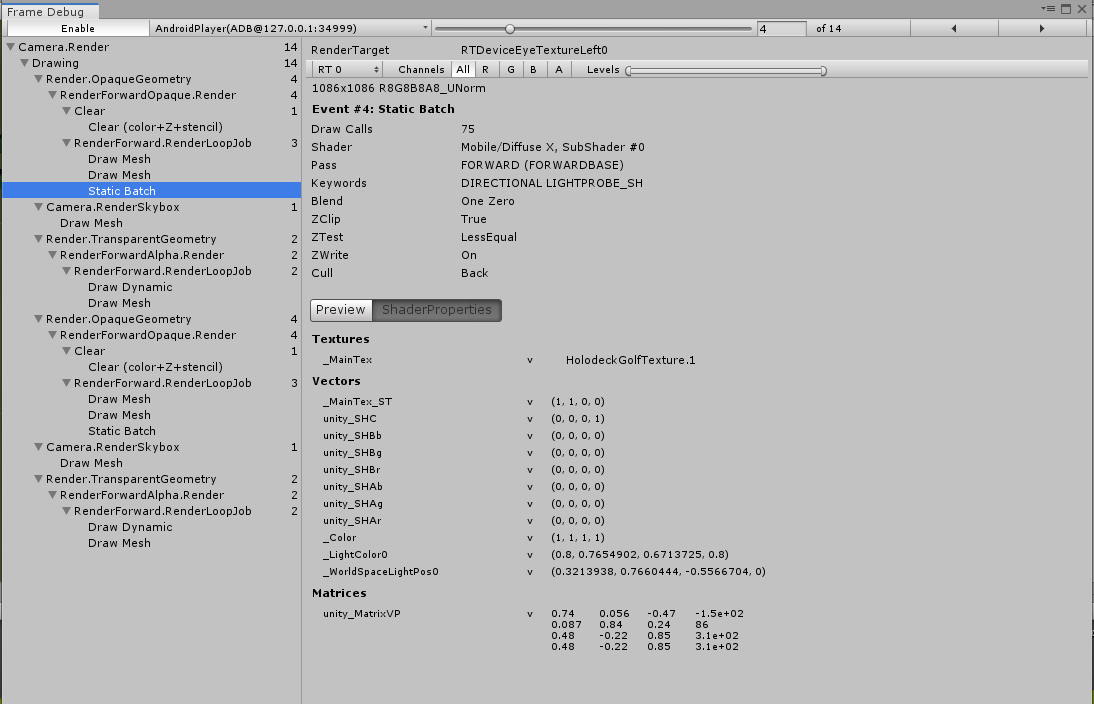 Frame Debug
Enable
AndroidPlayer(ADB@127.0.0.1:34999)
4
of 14
Camera.Render 14
Drawing 14
Render.OpaqueGeometry 4
RenderForwardOpaque.Render 4
Clear 1
Clear (color+Z+stencil)
RenderForward.RenderLoopJob 3
Draw Mesh
Draw Mesh
Static Batch
Camera.RenderSkybox 1
Draw Mesh
Render.TransparentGeometry 2
RenderForwardAlpha.Render 2
RenderForward.RenderLoopJob 2
Draw Dynamic
Draw Mesh
Render.OpaqueGeometry 4
RenderForwardOpaque.Render 4
Clear 1
Clear (color+Z+stencil)
RenderForward.RenderLoopJob 3
Draw Mesh
Draw Mesh
Static Batch
Camera.RenderSkybox 1
Draw Mesh
Render.TransparentGeometry 2
RenderForwardAlpha.Render 2
RenderForward.RenderLoopJob 2
Draw Dynamic
Draw Mesh
RenderTarget RTDeviceEyeTextureLeft0
RT 0 Channels All R G B A Levels
1086x1086 R8G8B8A8_UNorm
Event #4: Static Batch
Draw Calls 75
Shader Mobile/Diffuse X, SubShader #0
Pass FORWARD (FORWARDBASE)
Keywords DIRECTIONAL LIGHTPROBE_SH
Blend One Zero
ZClip True
ZTest LessEqual
ZWrite On
Cull Back
Preview ShaderProperties
Textures
_MainTex v HolodeckGolfTexture.1
Vectors
_MainTex_ST v (1, 1, 0, 0)
unity_SHC v (0, 0, 0, 1)
unity_SHBb v (0, 0, 0, 0)
unity_SHBg v (0, 0, 0, 0)
unity_SHBr v (0, 0, 0, 0)
unity_SHAb v (0, 0, 0, 0)
unity_SHAg v (0, 0, 0, 0)
unity_SHAr v (0, 0, 0, 0)
_Color v (1, 1, 1, 1)
_LightColor0 v (0.8, 0.7654902, 0.6713725, 0.8)
_WorldSpaceLightPos0 v (0.3213938, 0.7660444, -0.5566704, 0)
Matrices
unity_MatrixVP v 0.74 0.056 -0.47 -1.5e+02
0.087 0.84 0.24 86
0.48 -0.22 0.85 3.1e+02
0.48 -0.22 0.85 3.1e+02